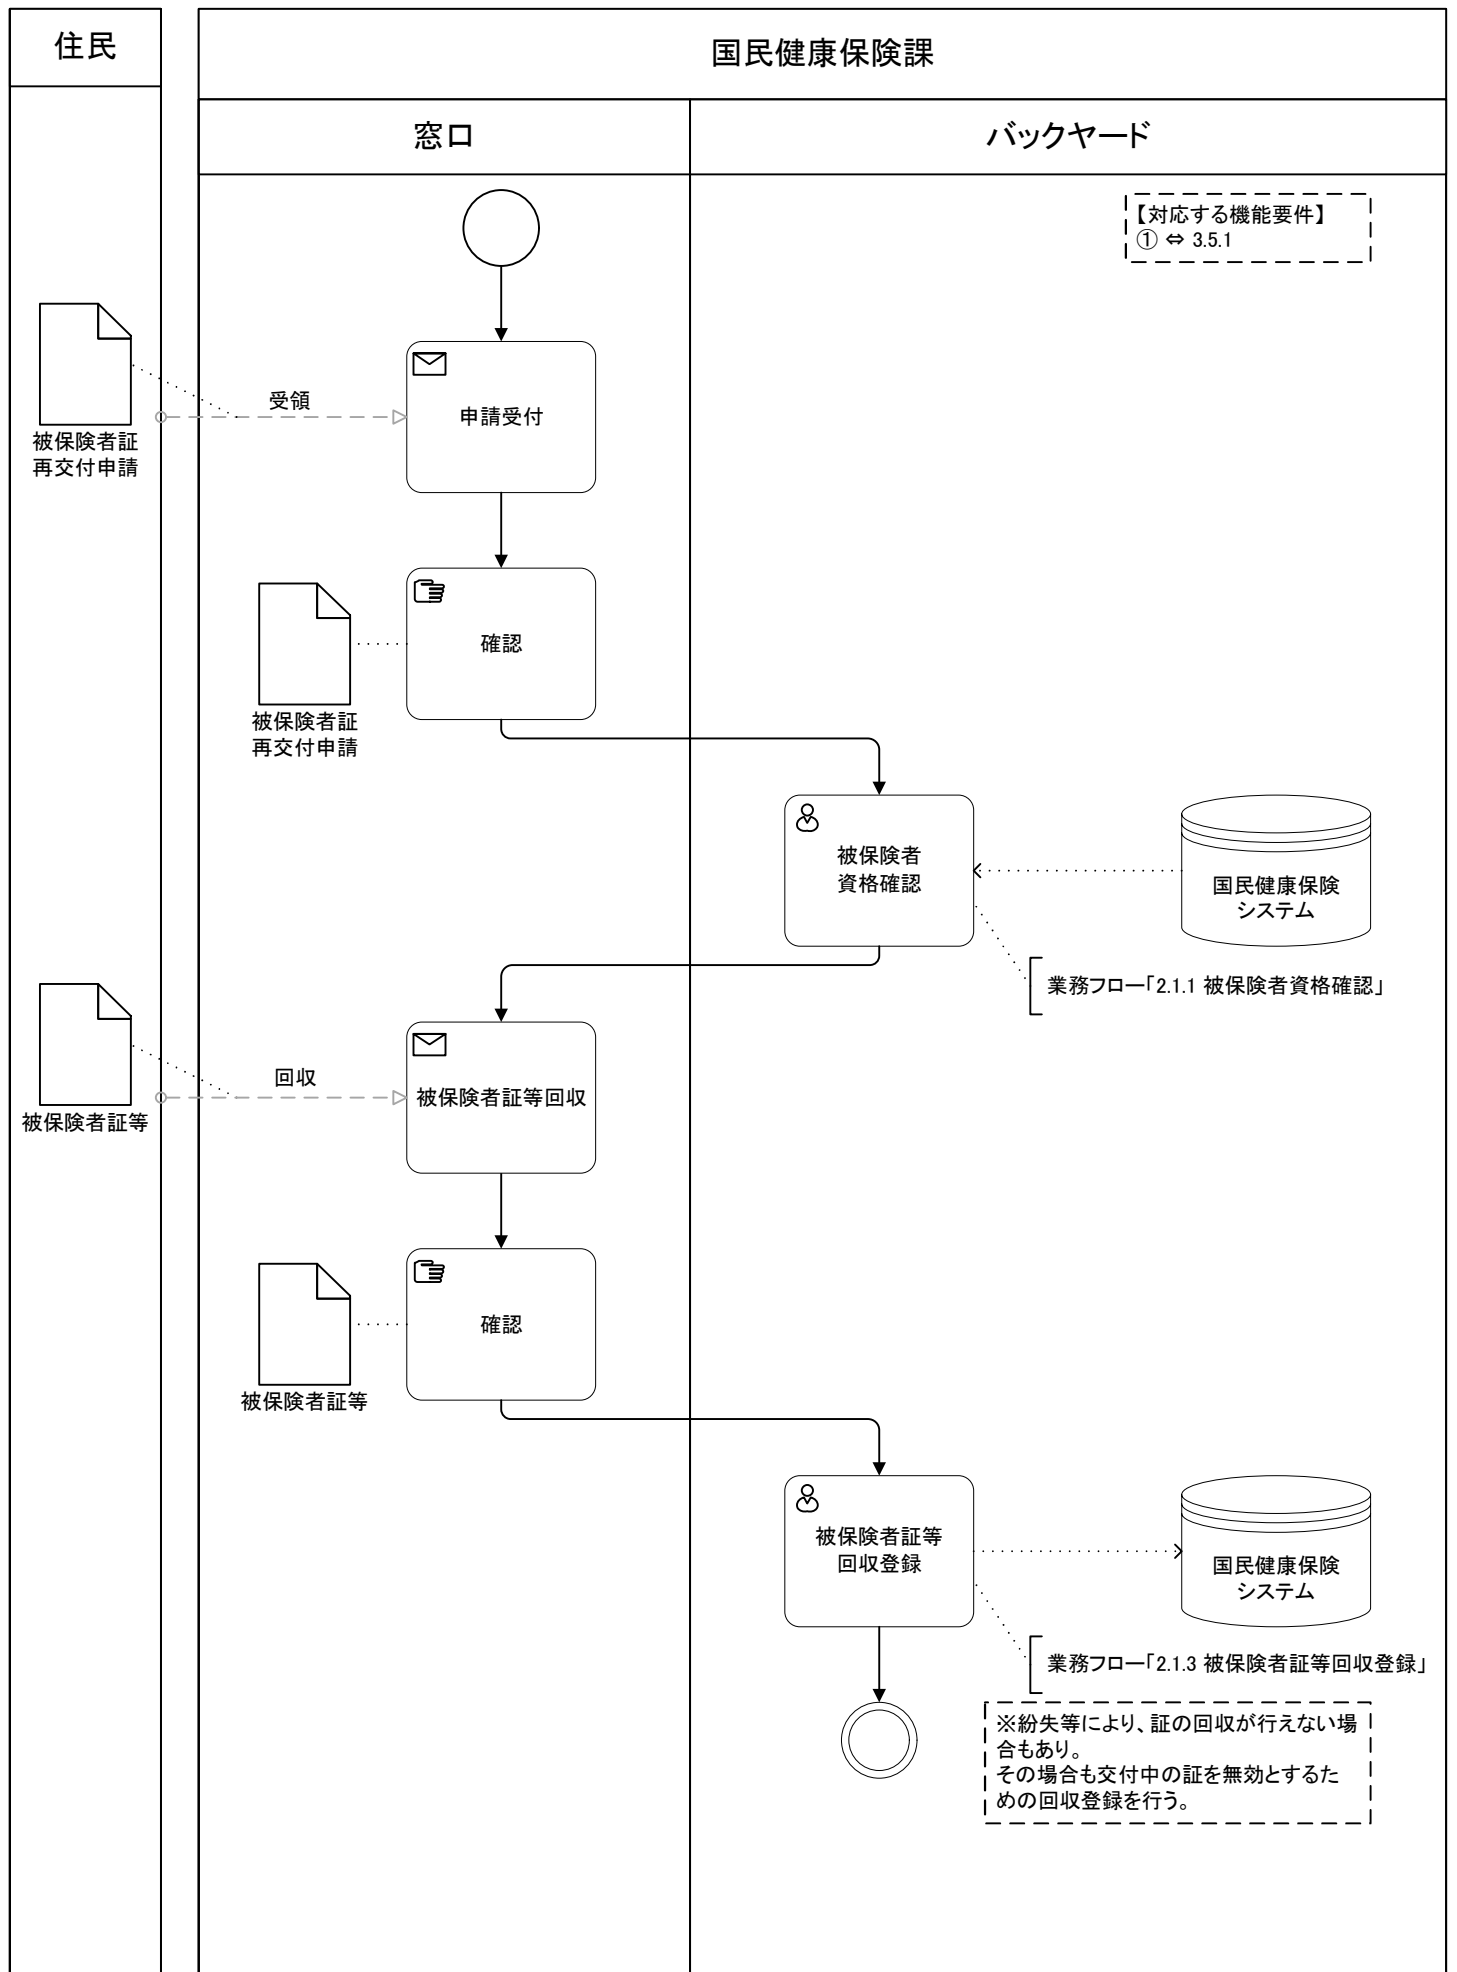 住民
国民健康保険課
窓口
バックヤード
【対応する機能要件】
① ⇔ 3.5.1
受領
申請受付
被保険者証
再交付申請
確認
被保険者証
再交付申請
被保険者
資格確認
国民健康保険
システム
業務フロー「2.1.1 被保険者資格確認」
回収
被保険者証等回収
被保険者証等
確認
被保険者証等
被保険者証等
回収登録
国民健康保険
システム
業務フロー「2.1.3 被保険者証等回収登録」
※紛失等により、証の回収が行えない場
合もあり。
その場合も交付中の証を無効とするた
めの回収登録を行う。